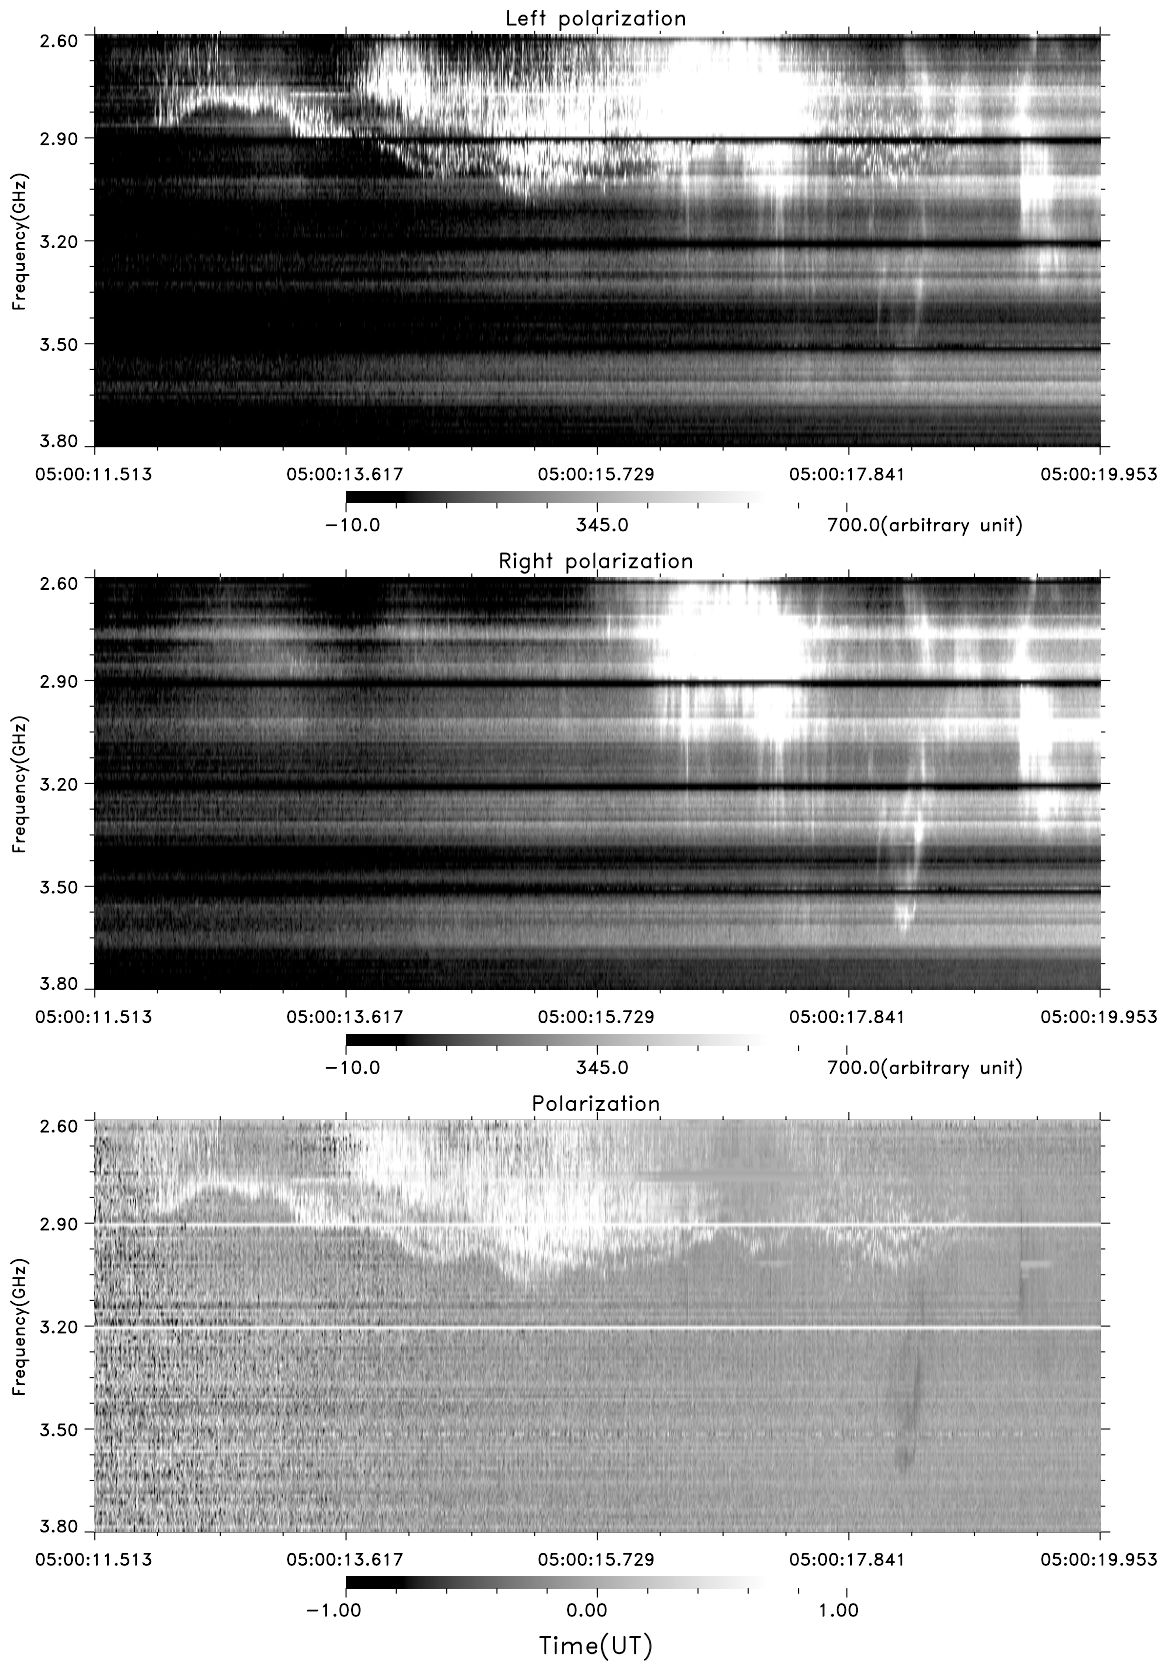 Left polarization
2.60
2.90
3.20
3.50
3.80
Frequency(GHz)
05:00:11.513 05:00:13.617 05:00:15.729 05:00:17.841 05:00:19.953
−10.0 345.0 700.0(arbitrary unit)
Right polarization
2.60
2.90
3.20
3.50
3.80
Frequency(GHz)
05:00:11.513 05:00:13.617 05:00:15.729 05:00:17.841 05:00:19.953
−10.0 345.0 700.0(arbitrary unit)
Polarization
2.60
2.90
3.20
3.50
3.80
Frequency(GHz)
05:00:11.513 05:00:13.617 05:00:15.729 05:00:17.841 05:00:19.953
−1.00 0.00 1.00
Time(UT)